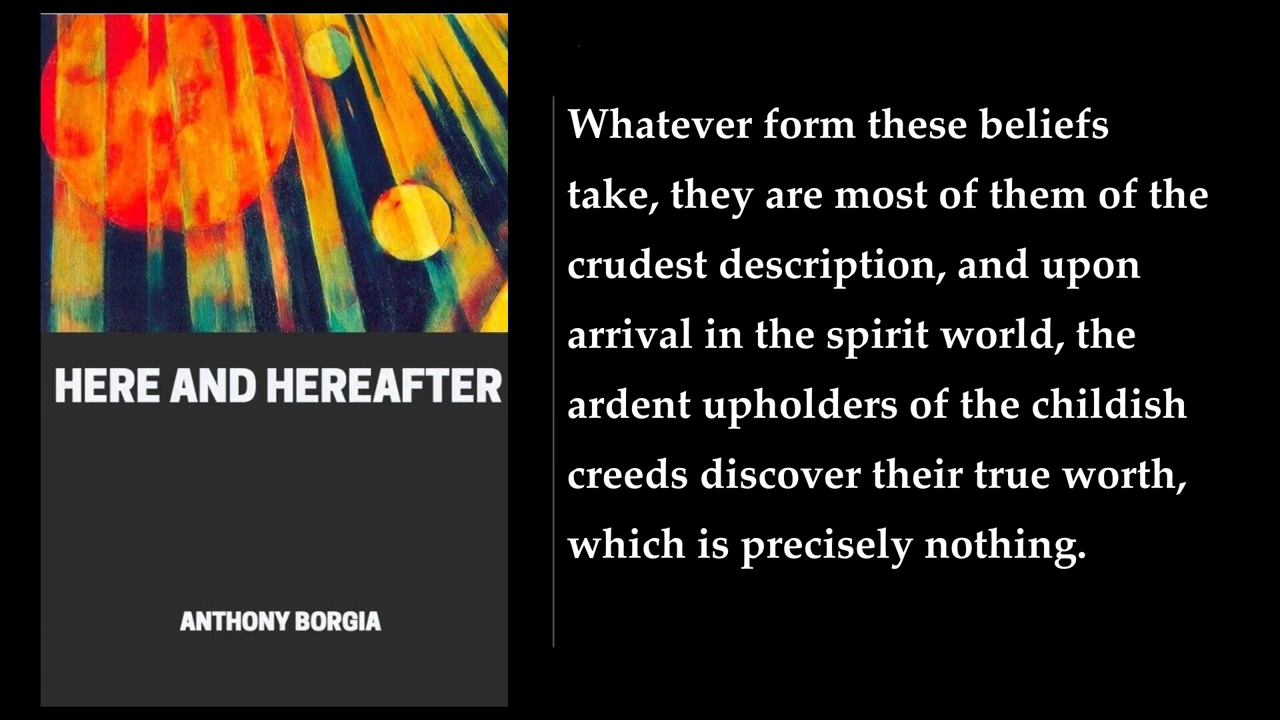 HERE AND HEREAFTER
ANTHONY BORGIA
Whatever form these beliefs
take, they are most of them of the
crudest description, and upon
arrival in the spirit world, the
ardent upholders of the childish
creeds discover their true worth,
which is precisely nothing.